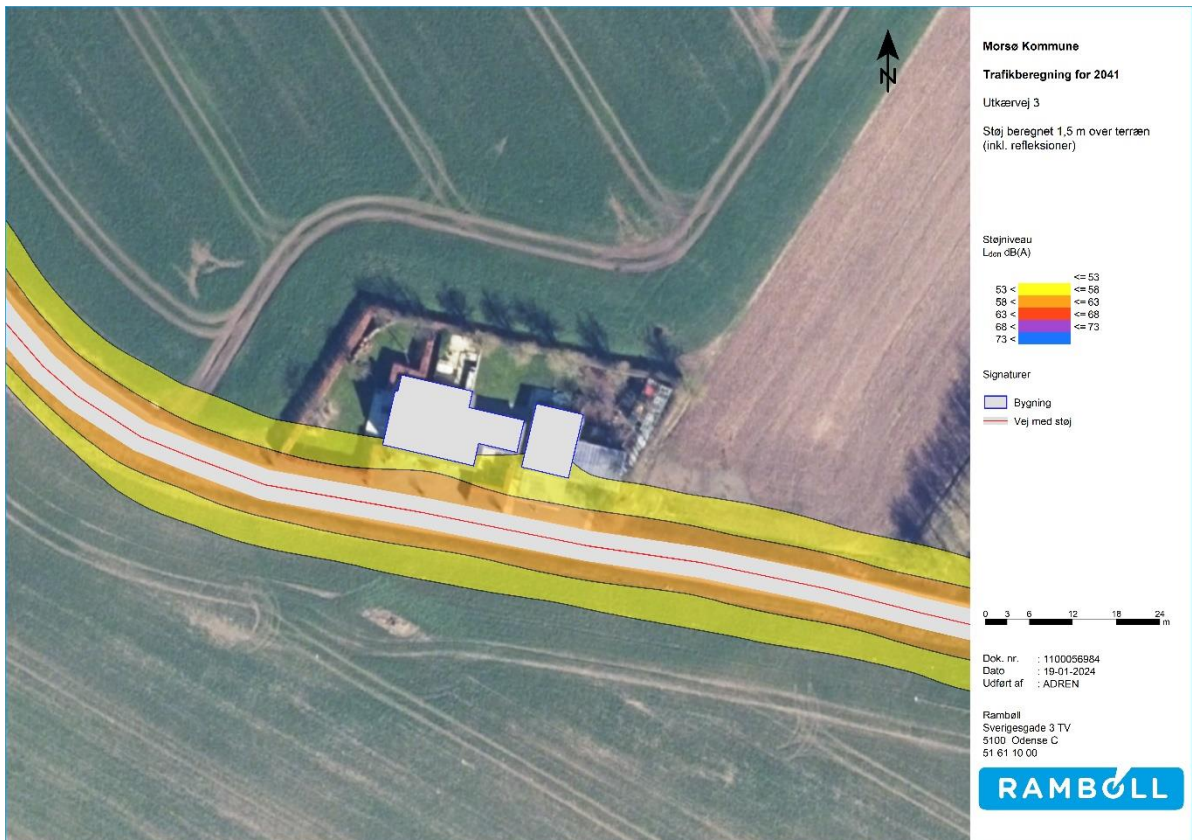 N
Morsø Kommune
Trafikberegning for 2041
Utkærvej 3
Støj beregnet 1,5 m over terræn
(inkl. refleksioner)
Støjniveau
Lden dB(A)
<= 53
53 < <= 58
58 < <= 63
63 < <= 68
68 < <= 73
73 <
Signaturer
Bygning
Vej med støj
0 3 6 12 18 24
m
Dok. nr. : 1100056984
Dato : 19-01-2024
Udført af : ADREN
Rambøll
Sverigesgade 3 TV
5100 Odense C
51 61 10 00
RAMBOLL